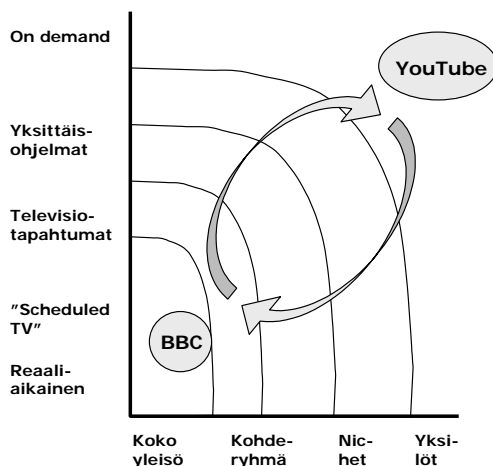 On demand
YouTube
Yksittäis-
ohjelmat
Televisio-
tapahtumat
"Scheduled
TV"
BBC
Reaali-
aikainen
Koko
yleisö
Kohde-
ryhmä
Nic-
het
Yksi-
löt